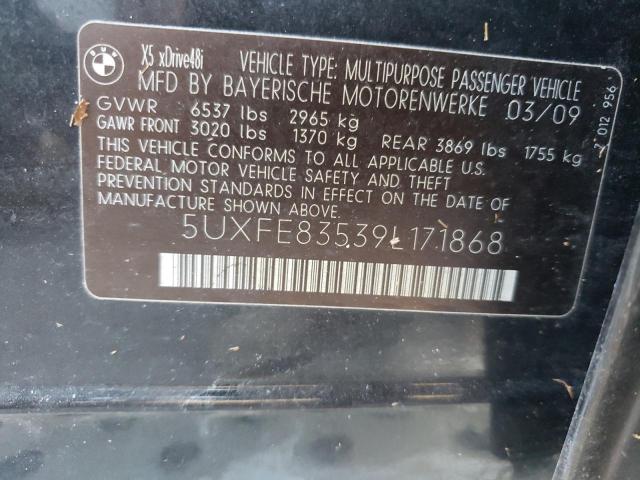 BMW
X5 xDrive48i
VEHICLE TYPE: MULTIPURPOSE PASSENGER VEHICLE
MFD BY BAYERISCHE MOTORENWERKE 03/09
GVWR 6537 lbs 2965 kg
GAWR FRONT 3020 lbs 1370 kg REAR 3869 lbs 1755 kg
THIS VEHICLE CONFORMS TO ALL APPLICABLE U.S.
FEDERAL MOTOR VEHICLE SAFETY AND THEFT
PREVENTION STANDARDS IN EFFECT ON THE DATE OF
MANUFACTURE SHOWN ABOVE.
5UXFE83539L171868
7 012 956